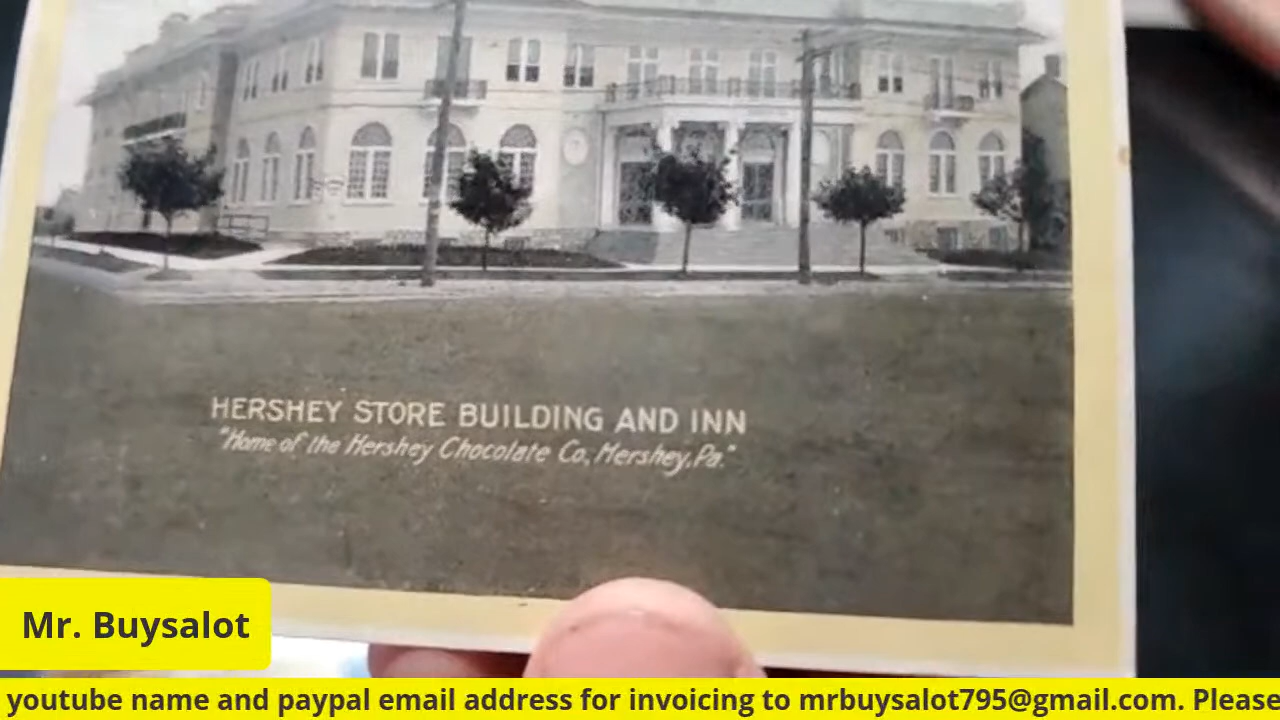 HERSHEY STORE BUILDING AND INN
"Home of the Hershey Chocolate Co., Hershey, Pa."
Mr. Buysalot
youtube name and paypal email address for invoicing to mrbuysalot795@gmail.com. Please